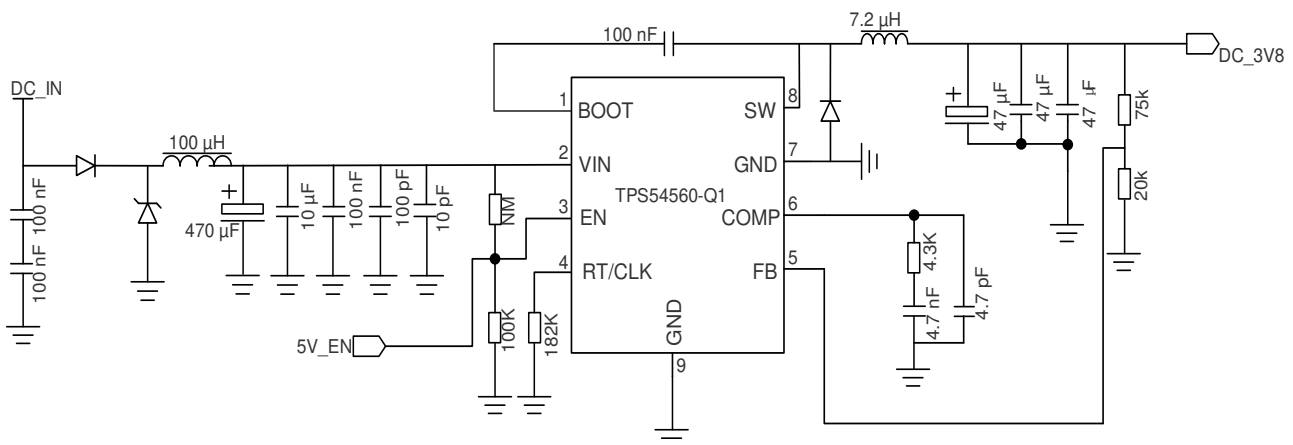 7.2 µH
100 nF
DC_3V8
DC_IN
100 µH
100 nF
100 nF
470 µF
10 µF
100 nF
100 pF
10 pF
NM
100K
182K
5V_EN
1
BOOT
2
VIN
3
EN
4
RT/CLK
TPS54560-Q1
8
SW
7
GND
6
COMP
5
FB
GND
9
4.3K
4.7 nF
4.7 pF
+
+
47 µF
47 µF
47 µF
75k
20k